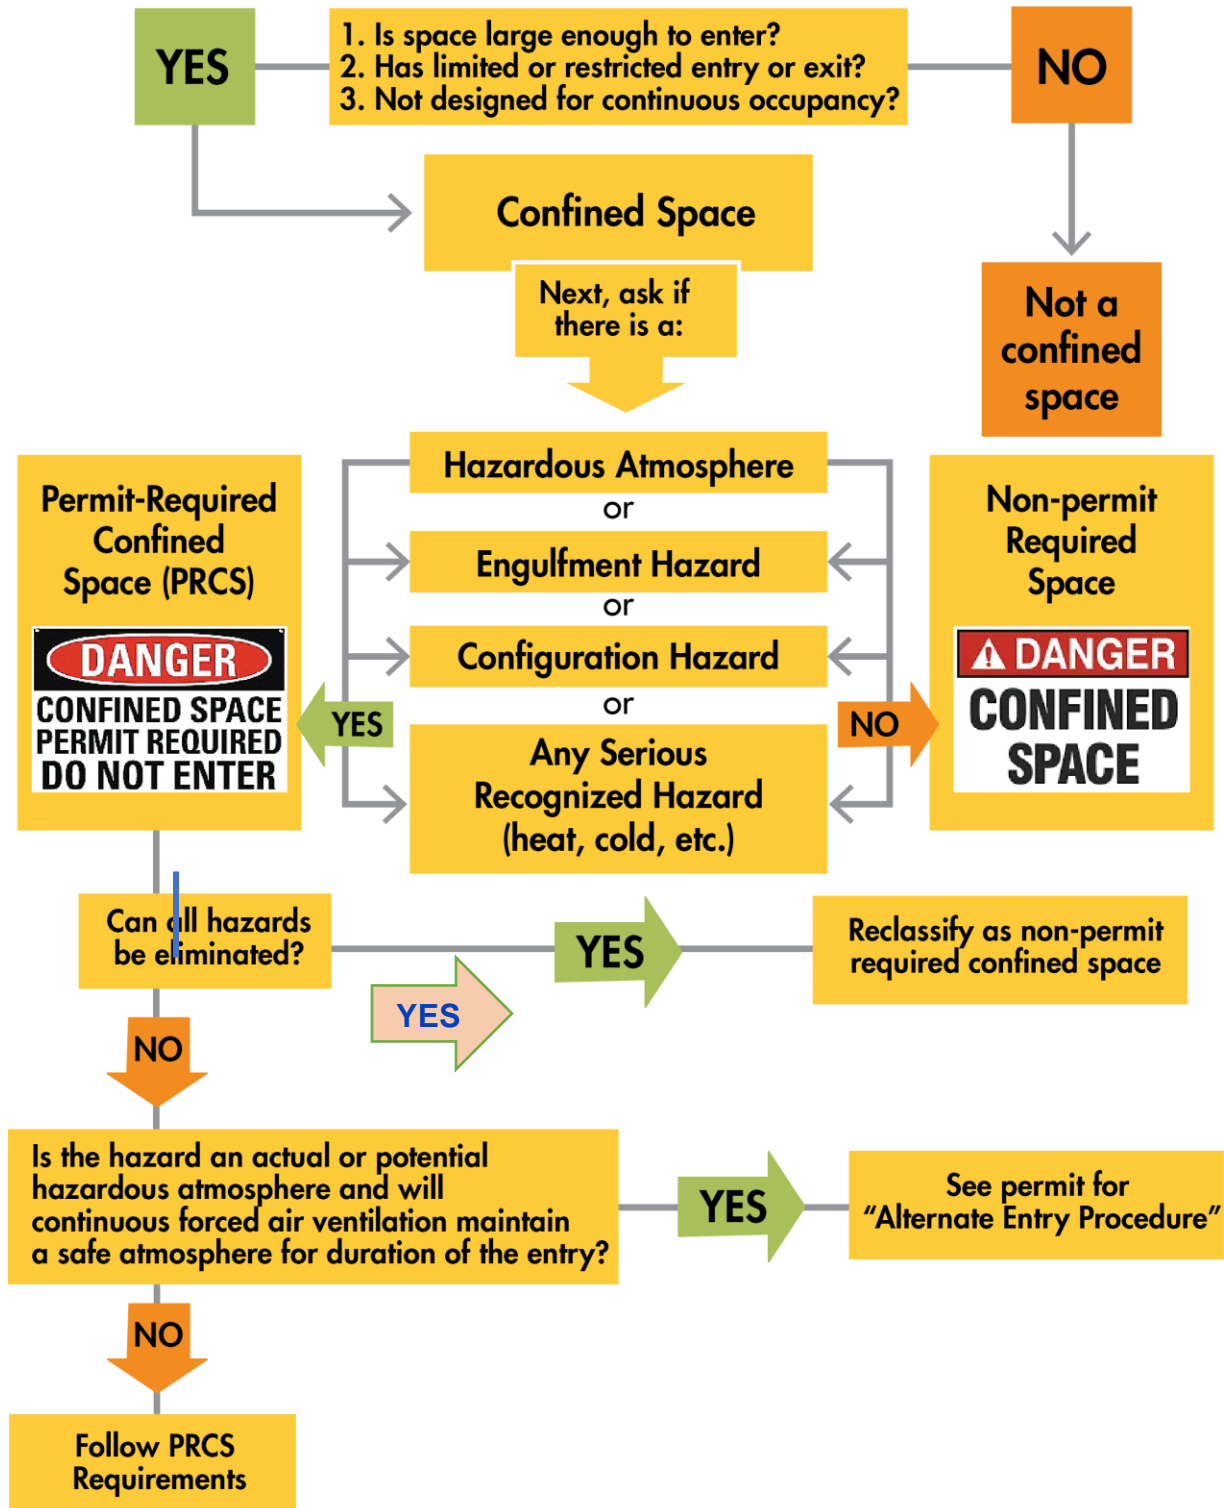 YES
1. Is space large enough to enter?
2. Has limited or restricted entry or exit?
3. Not designed for continuous occupancy?
NO
Confined Space
Next, ask if
there is a:
Not a
confined
space
Hazardous Atmosphere
or
Engulfment Hazard
or
Configuration Hazard
or
Any Serious
Recognized Hazard
(heat, cold, etc.)
Permit-Required
Confined
Space (PRCS)
DANGER
CONFINED SPACE
PERMIT REQUIRED
DO NOT ENTER
YES
NO
Non-permit
Required
Space
DANGER
CONFINED
SPACE
Can all hazards
be eliminated?
YES
YES
Reclassify as non-permit
required confined space
NO
Is the hazard an actual or potential
hazardous atmosphere and will
continuous forced air ventilation maintain
a safe atmosphere for duration of the entry?
YES
See permit for
“Alternate Entry Procedure”
NO
Follow PRCS
Requirements